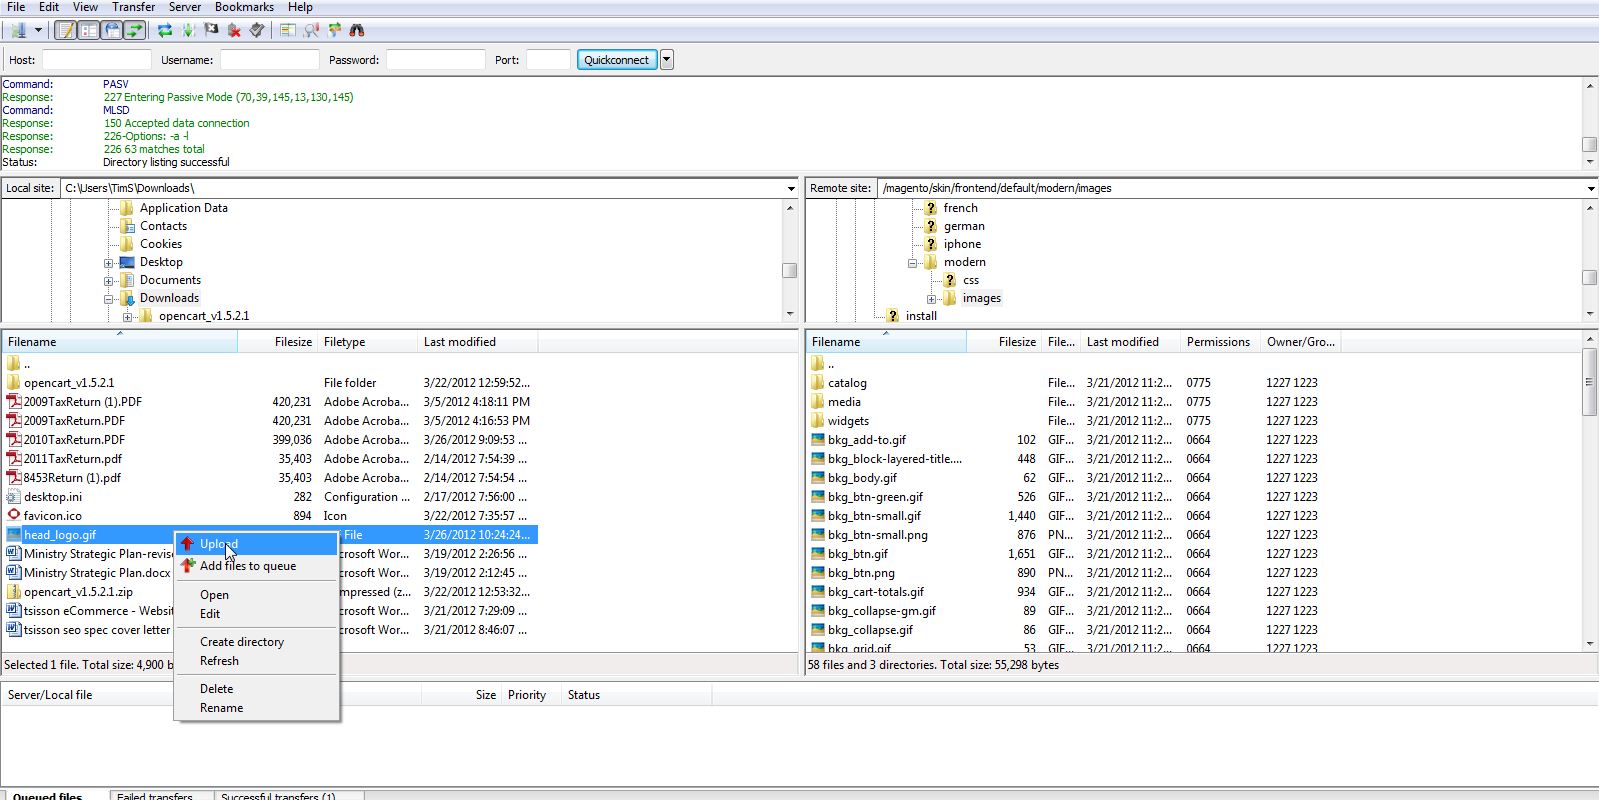 File Edit View Transfer Server Bookmarks Help
Host: Username: Password: Port: Quickconnect
Command: PASV
Response: 227 Entering Passive Mode (70,39,145,13,130,145)
Command: MLSD
Response: 150 Accepted data connection
Response: 226-Options: -a -l
Response: 226 63 matches total
Status: Directory listing successful
Local site: C:\Users\TimS\Downloads\
Application Data
Contacts
Cookies
Desktop
Documents
Downloads
opencart_v1.5.2.1
Remote site: /magento/skin/frontend/default/modern/images
french
german
iphone
modern
css
images
install
Filename Filesize Filetype Last modified
..
opencart_v1.5.2.1 File folder 3/22/2012 12:59:52...
2009TaxReturn (1).PDF 420,231 Adobe Acroba... 3/5/2012 4:18:11 PM
2009TaxReturn.PDF 420,231 Adobe Acroba... 3/5/2012 4:16:53 PM
2010TaxReturn.PDF 399,036 Adobe Acroba... 3/26/2012 9:09:53 ...
2011TaxReturn.pdf 35,403 Adobe Acroba... 2/14/2012 7:54:39 ...
8453Return (1).pdf 35,403 Adobe Acroba... 2/14/2012 7:54:54 ...
desktop.ini 282 Configuration ... 2/17/2012 7:56:00 ...
favicon.ico 894 Icon 3/22/2012 7:35:57 ...
head_logo.gif File 3/26/2012 10:24:24...
Ministry Strategic Plan-revise crosoft Wor... 3/19/2012 2:26:56 ...
Ministry Strategic Plan.docx crosoft Wor... 3/19/2012 2:12:45 ...
opencart_v1.5.2.1.zip mpressed (z... 3/22/2012 12:53:32...
tsisson eCommerce - Websit crosoft Wor... 3/21/2012 7:29:09 ...
tsisson seo spec cover letter crosoft Wor... 3/21/2012 8:46:07 ...
Selected 1 file. Total size: 4,900 b
Upload
Add files to queue
Open
Edit
Create directory
Refresh
Delete
Rename
Filename Filesize File... Last modified Permissions Owner/Gro...
..
catalog File... 3/21/2012 11:2... 0775 1227 1223
media File... 3/21/2012 11:2... 0775 1227 1223
widgets File... 3/21/2012 11:2... 0775 1227 1223
bkg_add-to.gif 102 GIF... 3/21/2012 11:2... 0664 1227 1223
bkg_block-layered-title.... 448 GIF... 3/21/2012 11:2... 0664 1227 1223
bkg_body.gif 62 GIF... 3/21/2012 11:2... 0664 1227 1223
bkg_btn-green.gif 526 GIF... 3/21/2012 11:2... 0664 1227 1223
bkg_btn-small.gif 1,440 GIF... 3/21/2012 11:2... 0664 1227 1223
bkg_btn-small.png 876 PN... 3/21/2012 11:2... 0664 1227 1223
bkg_btn.gif 1,651 GIF... 3/21/2012 11:2... 0664 1227 1223
bkg_btn.png 890 PN... 3/21/2012 11:2... 0664 1227 1223
bkg_cart-totals.gif 934 GIF... 3/21/2012 11:2... 0664 1227 1223
bkg_collapse-gm.gif 89 GIF... 3/21/2012 11:2... 0664 1227 1223
bkg_collapse.gif 86 GIF... 3/21/2012 11:2... 0664 1227 1223
bkg_grid.gif 53 GIF... 3/21/2012 11:2... 0664 1227 1223
58 files and 3 directories. Total size: 55,298 bytes
Server/Local file Size Priority Status
Queued files Failed transfers Successful transfers (1)